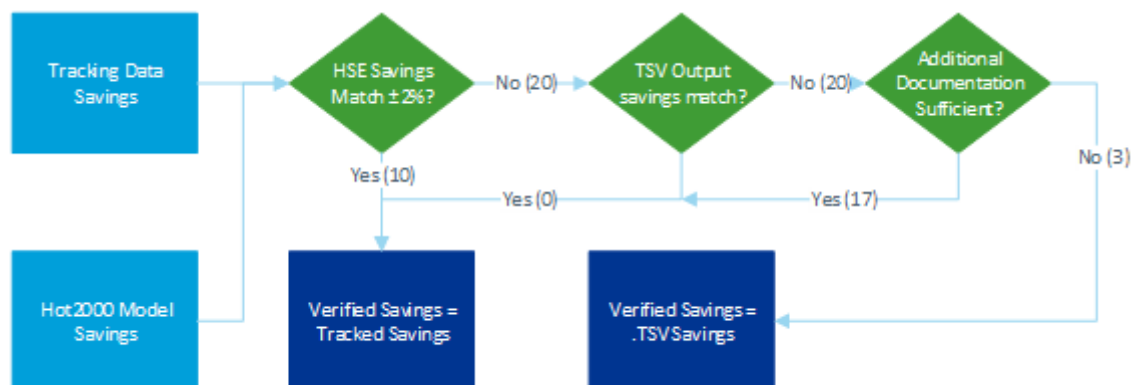 Tracking Data
Savings
HSE Savings
Match ±2%?
No (20)
TSV Output
savings match?
No (20)
Additional
Documentation
Sufficient?
No (3)
Yes (10)
Yes (0)
Yes (17)
Hot2000 Model
Savings
Verified Savings =
Tracked Savings
Verified Savings =
.TSV Savings